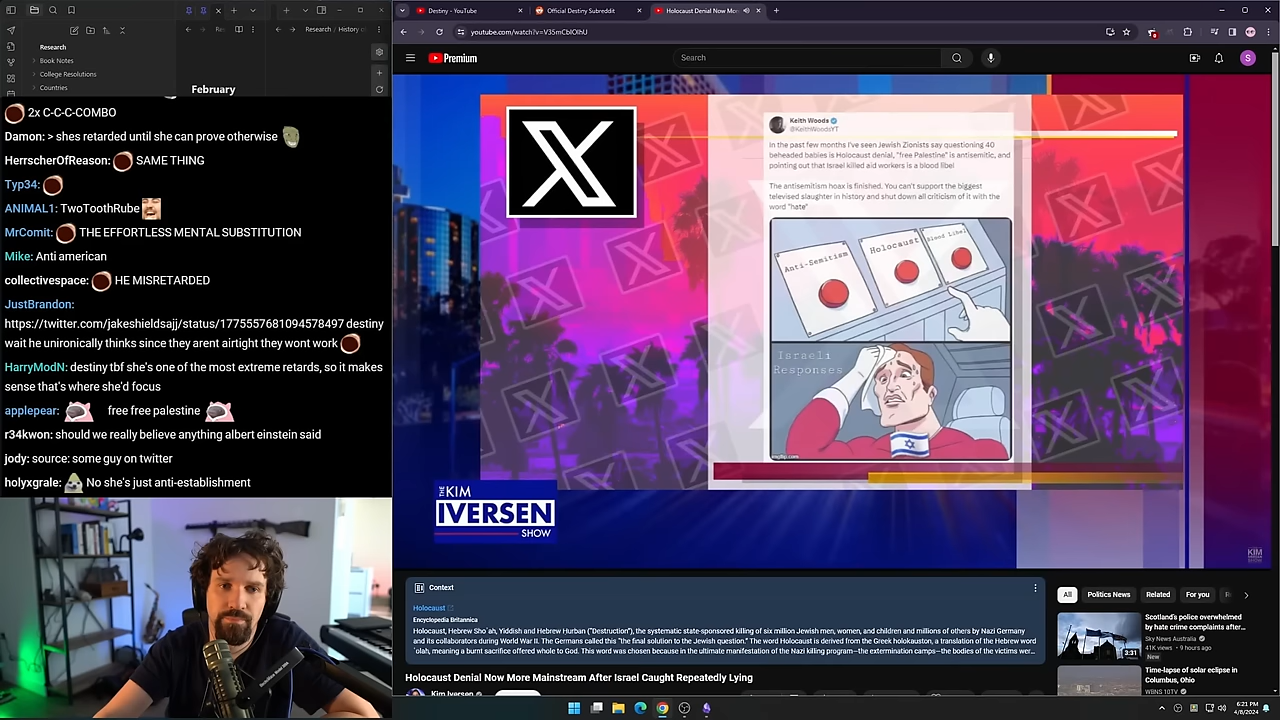 Destiny - YouTube
Official Destiny Subreddit
Holocaust Denial Now Mor
youtube.com/watch?v=V35mCblOlhU
Premium
Search
S
Research
Book Notes
College Resolutions
Countries
Research / History
February
2x C-C-C-COMBO
Damon: > shes regarded until she can prove otherwise
HerrscherOfReason: SAME THING
Typ34:
ANIMAL1: TwoToothRube
MrComit: THE EFFORTLESS MENTAL SUBSTITUTION
Mike: Anti american
collectivespace: HE MISRETARDED
JustBrandon:
https://twitter.com/jakeshieldsajj/status/1775557681094578497 destiny
wait he unironically thinks since they arent airtight they wont work
HarryModN: destiny tbf she's one of the most extreme retards, so it makes
sense that's where she'd focus
applepear: free free palestine
r34kwon: should we really believe anything albert einstein said
jody: source: some guy on twitter
holyxgrale: No she's just anti-establishment
Keith Woods
@KeithWoodsYT
In the past few months I've seen Jewish Zionists say questioning 40
beheaded babies is Holocaust denial, "free Palestine" is antisemitic, and
pointing out that Israel killed aid workers is a blood libel
The antisemitism hoax is finished. You can't support the biggest
televised slaughter in history and shut down all criticism of it with the
word "hate"
Anti-Semitism
Holocaust
Blood Libel
Israeli
Responses
imgflip.com
THE KIM
IVERSEN
SHOW
KIM
Context
Holocaust
Encyclopedia Britannica
Holocaust, Hebrew Sho ah, Yiddish and Hebrew Hurban ("Destruction"), the systematic state-sponsored killing of six million Jewish men, women, and children and millions of others by Nazi Germany
and its collaborators during World War II. The Germans called this "the final solution to the Jewish question." The word Holocaust is derived from the Greek holokauston, a translation of the Hebrew word
ʿolah, meaning a burnt sacrifice offered whole to God. This word was chosen because in the ultimate manifestation of the Nazi killing program—the extermination camps—the bodies of the victims wer...
Holocaust Denial Now More Mainstream After Israel Caught Repeatedly Lying
Kim Iversen
All
Politics News
Related
For you
Scotland's police overwhelmed
by hate crime complaints after...
Sky News Australia
41K views • 9 hours ago
New
3:31
Time-lapse of solar eclipse in
Columbus, Ohio
WBNS 10TV
6:21 PM
4/8/2024